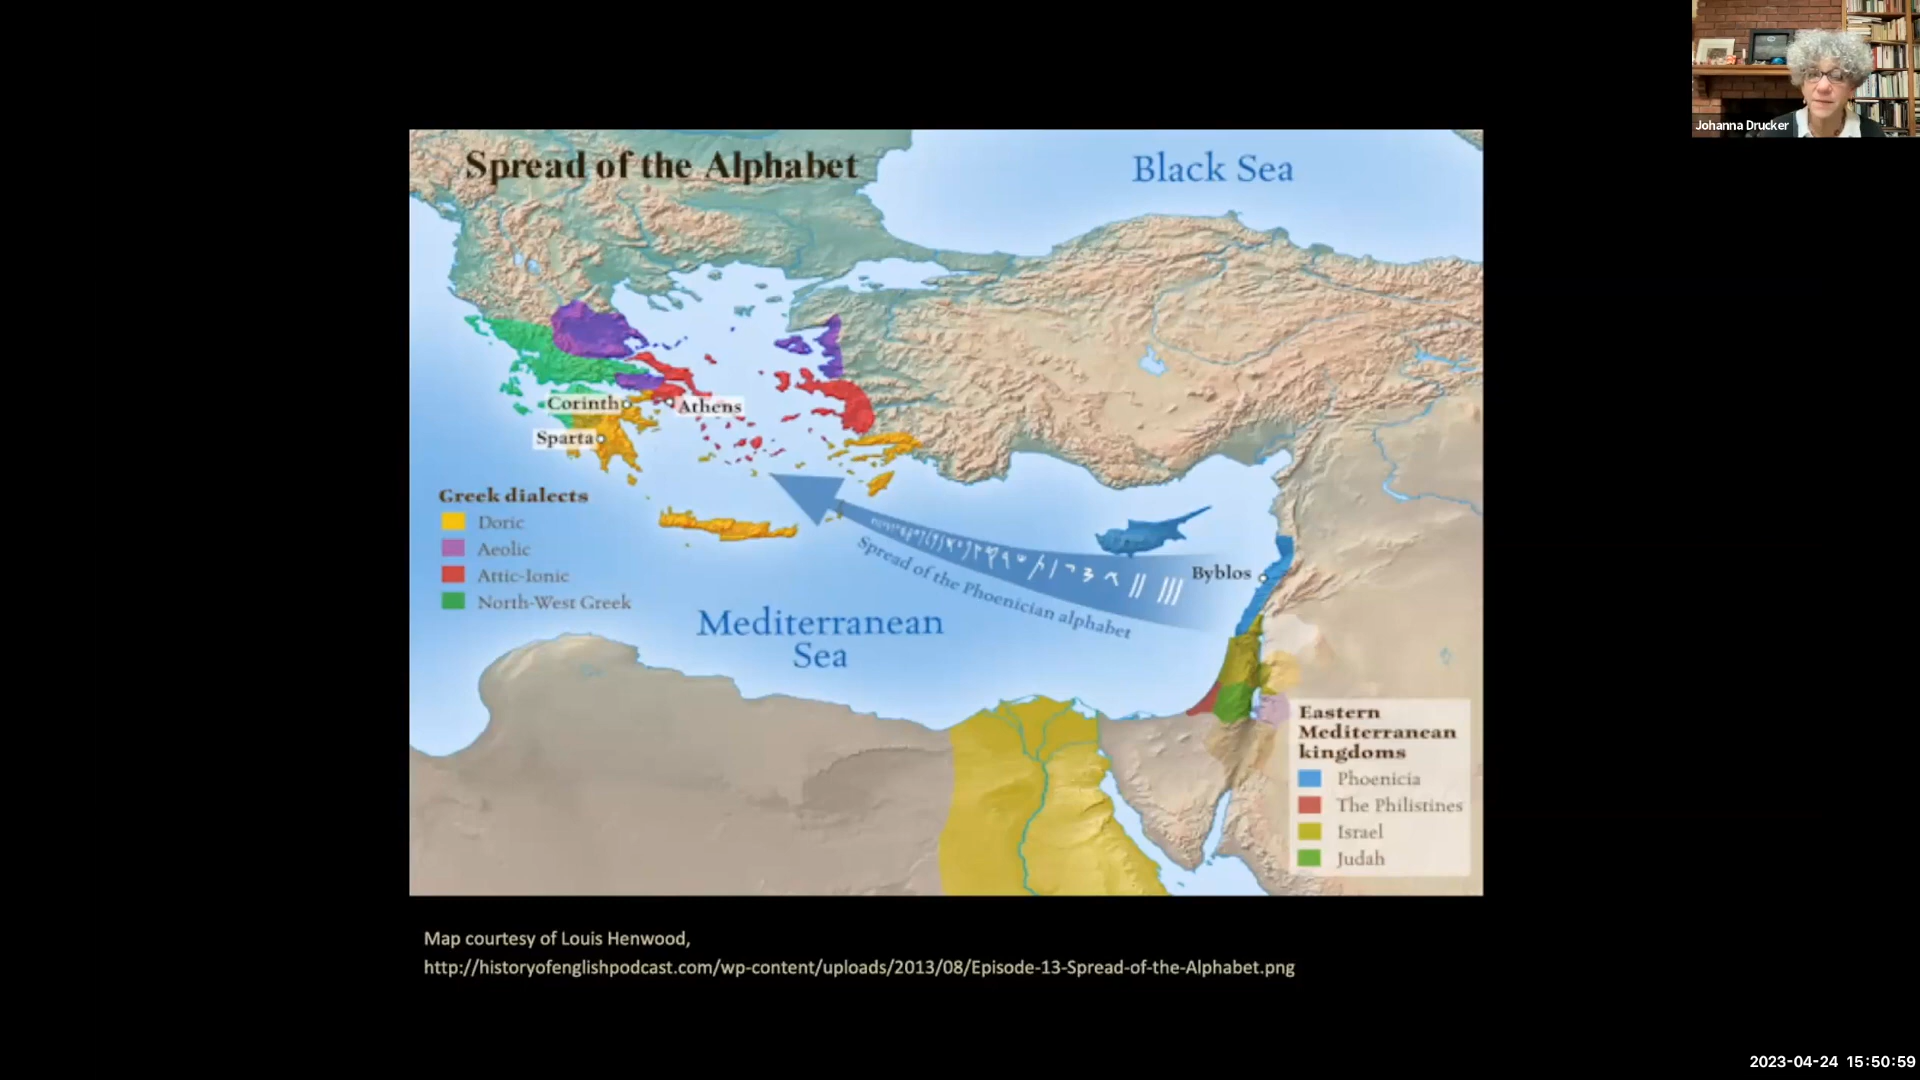 Johanna Drucker
Spread of the Alphabet
Black Sea
Corinth
Athens
Sparta
Greek dialects
Doric
Aeolic
Attic-Ionic
North-West Greek
Spread of the Phoenician alphabet
Byblos
Mediterranean
Sea
Eastern
Mediterranean
kingdoms
Phoenicia
The Philistines
Israel
Judah
Map courtesy of Louis Henwood,
http://historyofenglishpodcast.com/wp-content/uploads/2013/08/Episode-13-Spread-of-the-Alphabet.png
2023-04-24 15:50:59